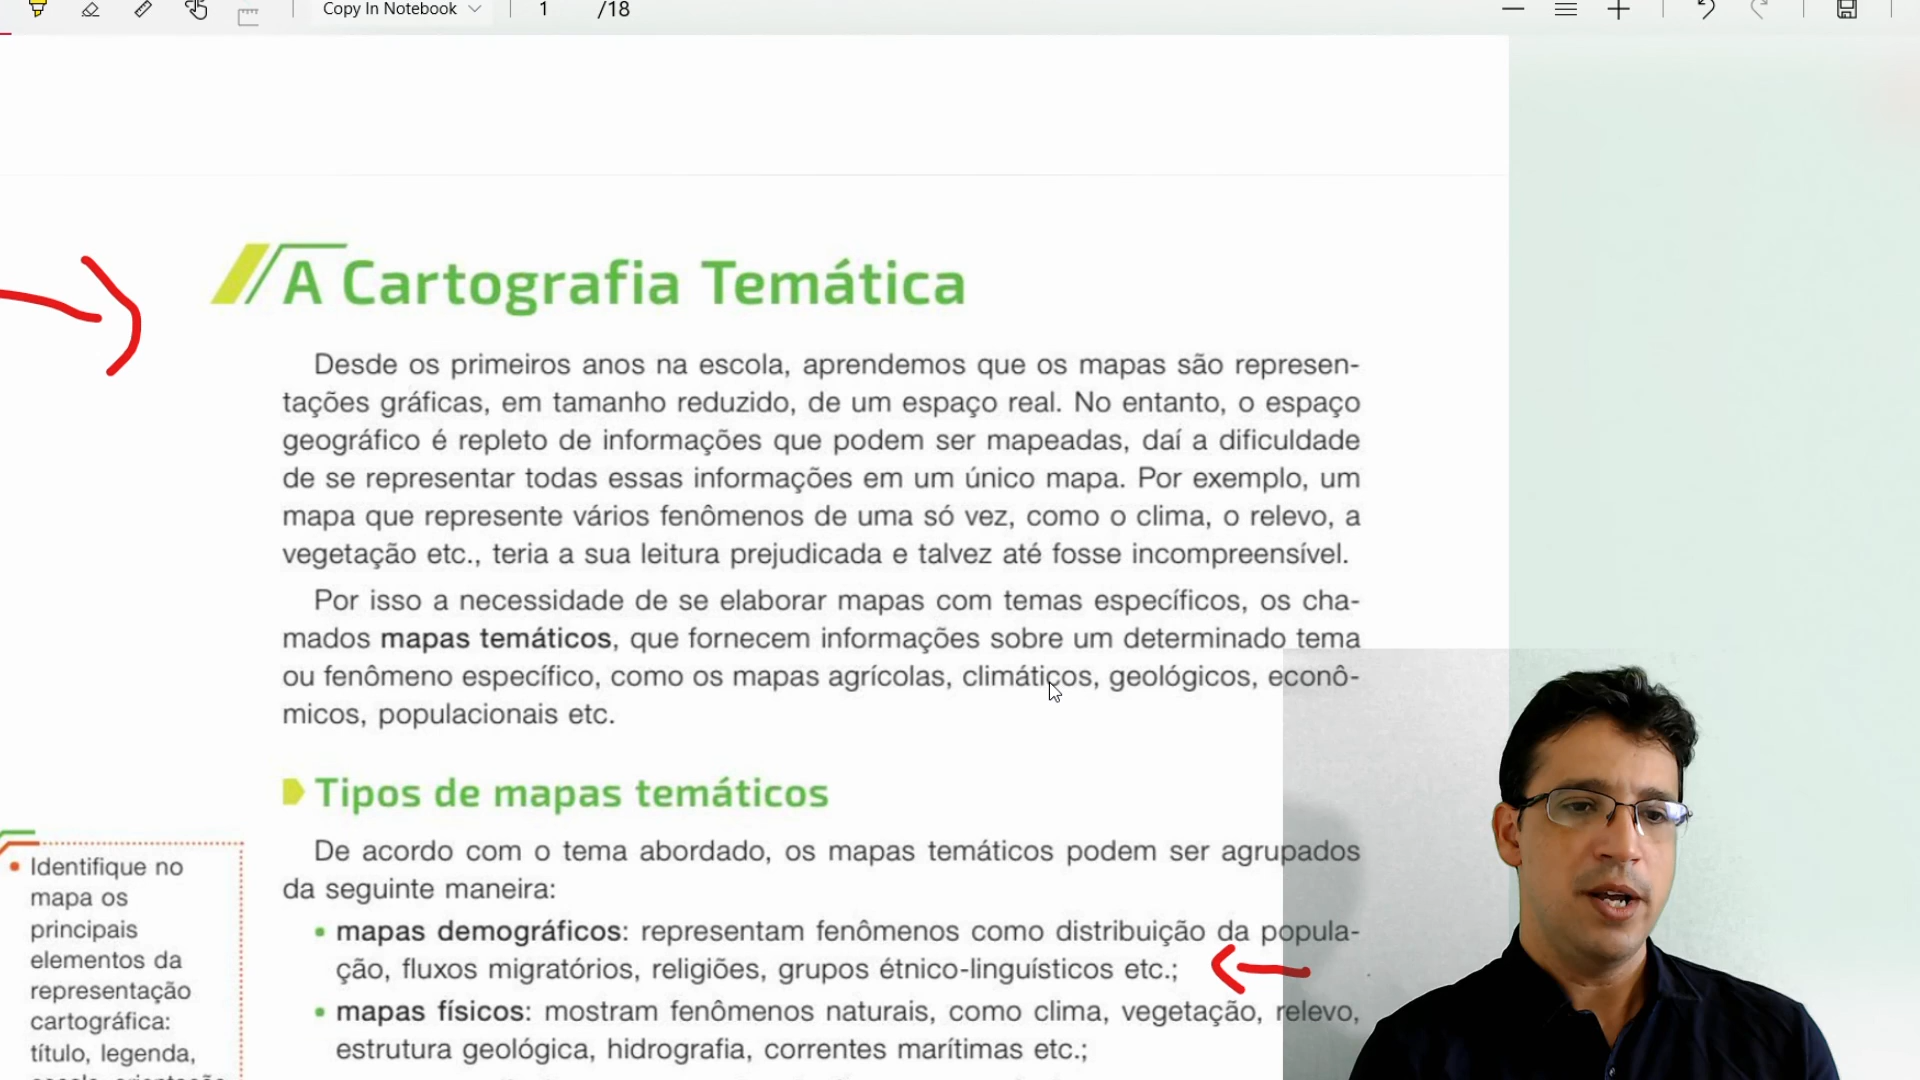 Copy In Notebook
1 /18
A Cartografia Temática
Desde os primeiros anos na escola, aprendemos que os mapas são represen-
tações gráficas, em tamanho reduzido, de um espaço real. No entanto, o espaço
geográfico é repleto de informações que podem ser mapeadas, daí a dificuldade
de se representar todas essas informações em um único mapa. Por exemplo, um
mapa que represente vários fenômenos de uma só vez, como o clima, o relevo, a
vegetação etc., teria a sua leitura prejudicada e talvez até fosse incompreensível.
Por isso a necessidade de se elaborar mapas com temas específicos, os cha-
mados mapas temáticos, que fornecem informações sobre um determinado tema
ou fenômeno específico, como os mapas agrícolas, climáticos, geológicos, econô-
micos, populacionais etc.
Tipos de mapas temáticos
De acordo com o tema abordado, os mapas temáticos podem ser agrupados
da seguinte maneira:
• mapas demográficos: representam fenômenos como distribuição da popula-
ção, fluxos migratórios, religiões, grupos étnico-linguísticos etc.;
• mapas físicos: mostram fenômenos naturais, como clima, vegetação, relevo,
estrutura geológica, hidrografia, correntes marítimas etc.;
• Identifique no
mapa os
principais
elementos da
representação
cartográfica:
título, legenda,